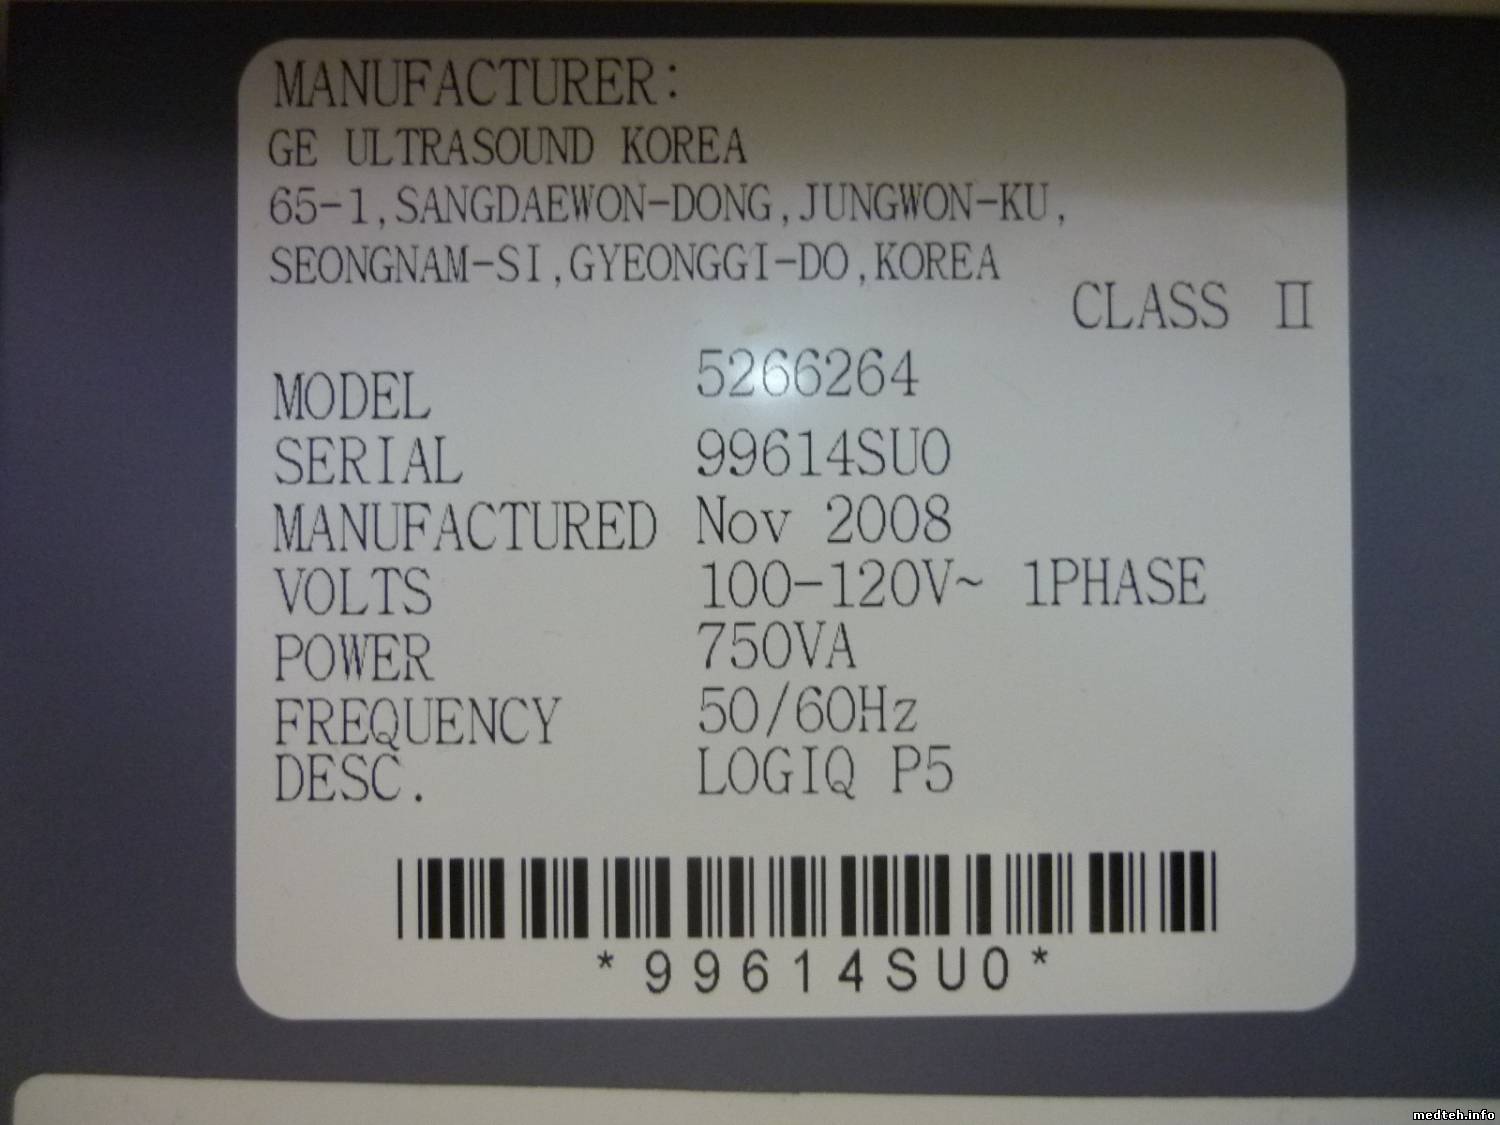 MANUFACTURER:
GE ULTRASOUND KOREA
65-1,SANGDAEWON-DONG,JUNGWON-KU,
SEONGNAM-SI,GYEONGGI-DO,KOREA
CLASS II
MODEL 5266264
SERIAL 99614SU0
MANUFACTURED Nov 2008
VOLTS 100-120V~ 1PHASE
POWER 750VA
FREQUENCY 50/60Hz
DESC. LOGIQ P5
*99614SU0*
medteh.info